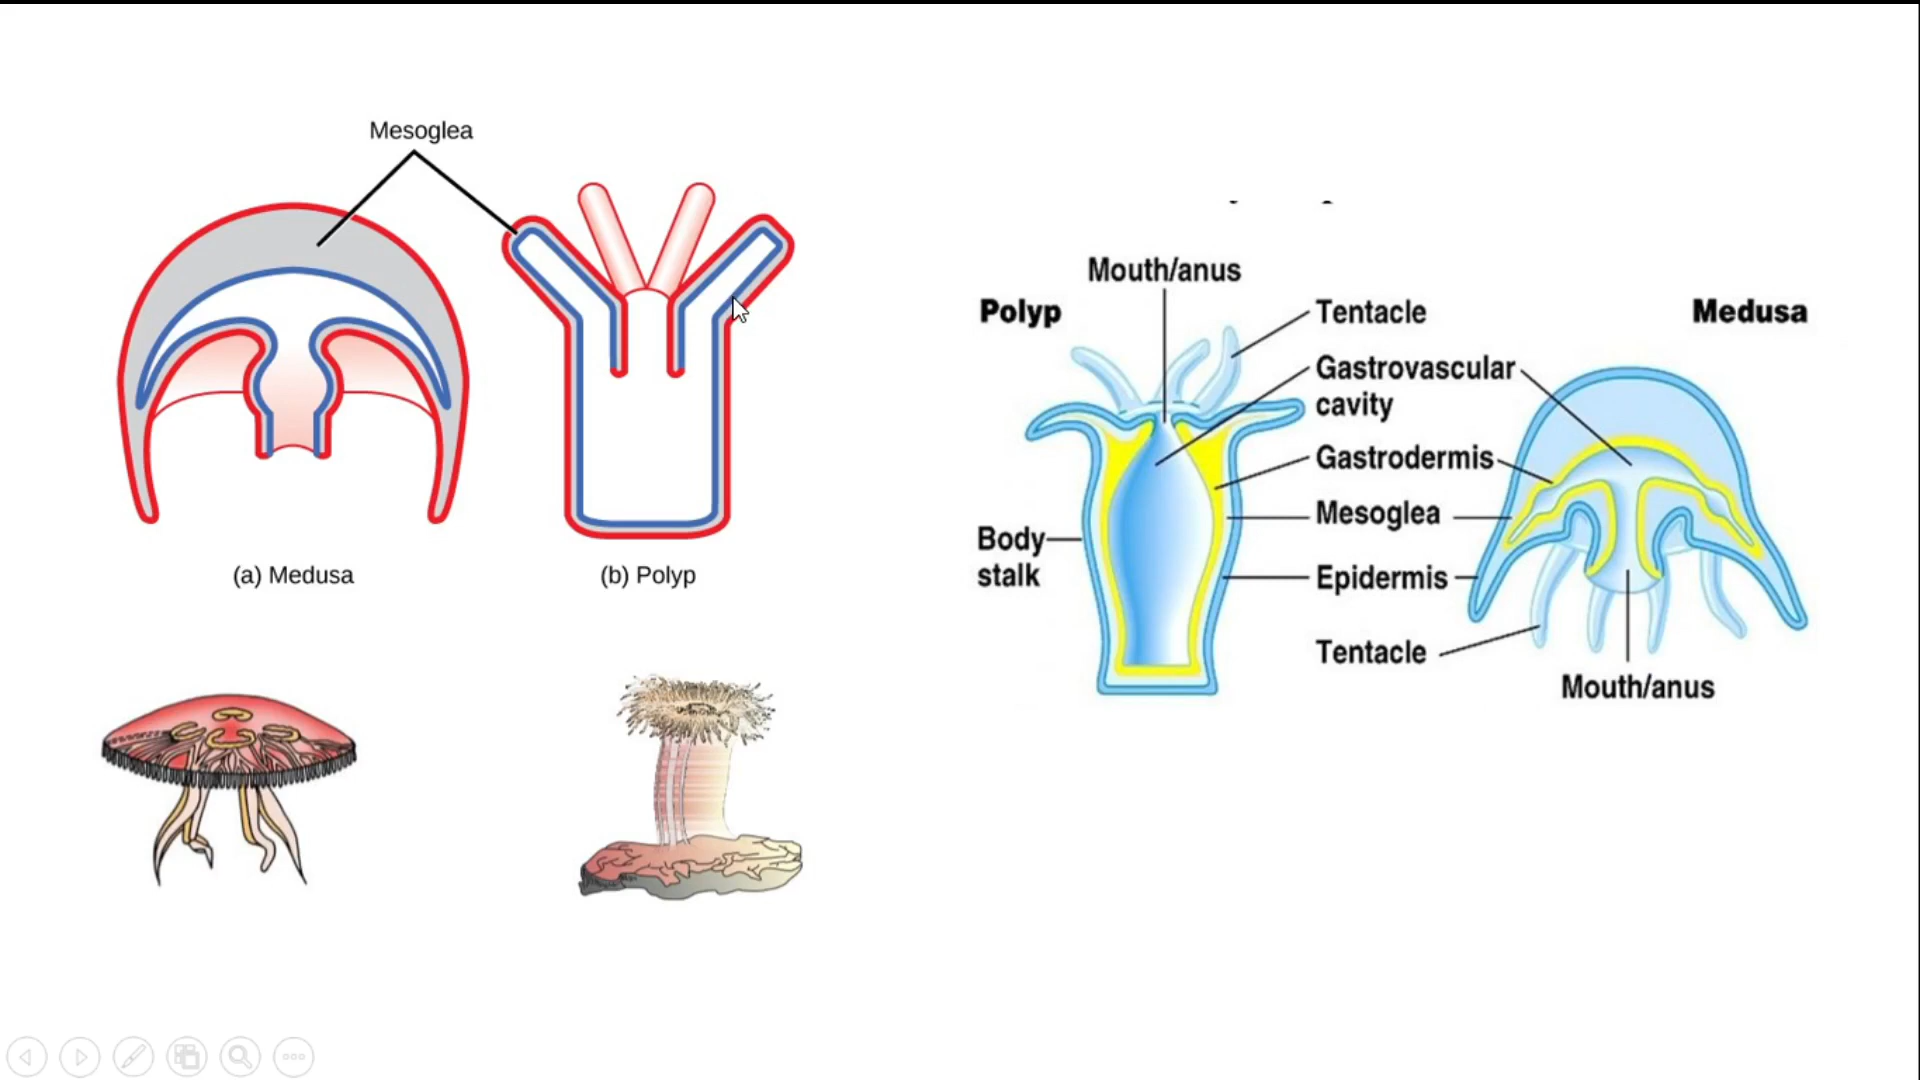 Mesoglea
(a) Medusa
(b) Polyp
Mouth/anus
Polyp
Tentacle
Medusa
Gastrovascular
cavity
Gastrodermis
Mesoglea
Body
stalk
Epidermis
Tentacle
Mouth/anus